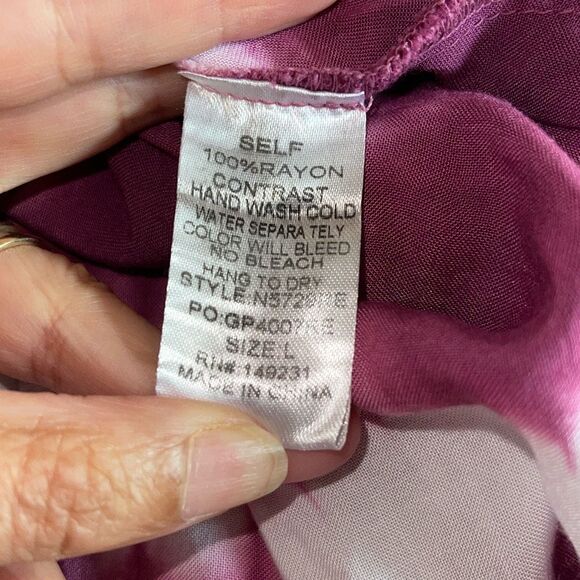 SELF
100%RAYON
CONTRAST
HAND WASH COLD
WATER SEPARA TELY
COLOR WILL BLEED
NO BLEACH
HANG TO DRY
STYLE:
PO:GP4007RE
SIZE L
RN#:149231
MADE IN CHINA